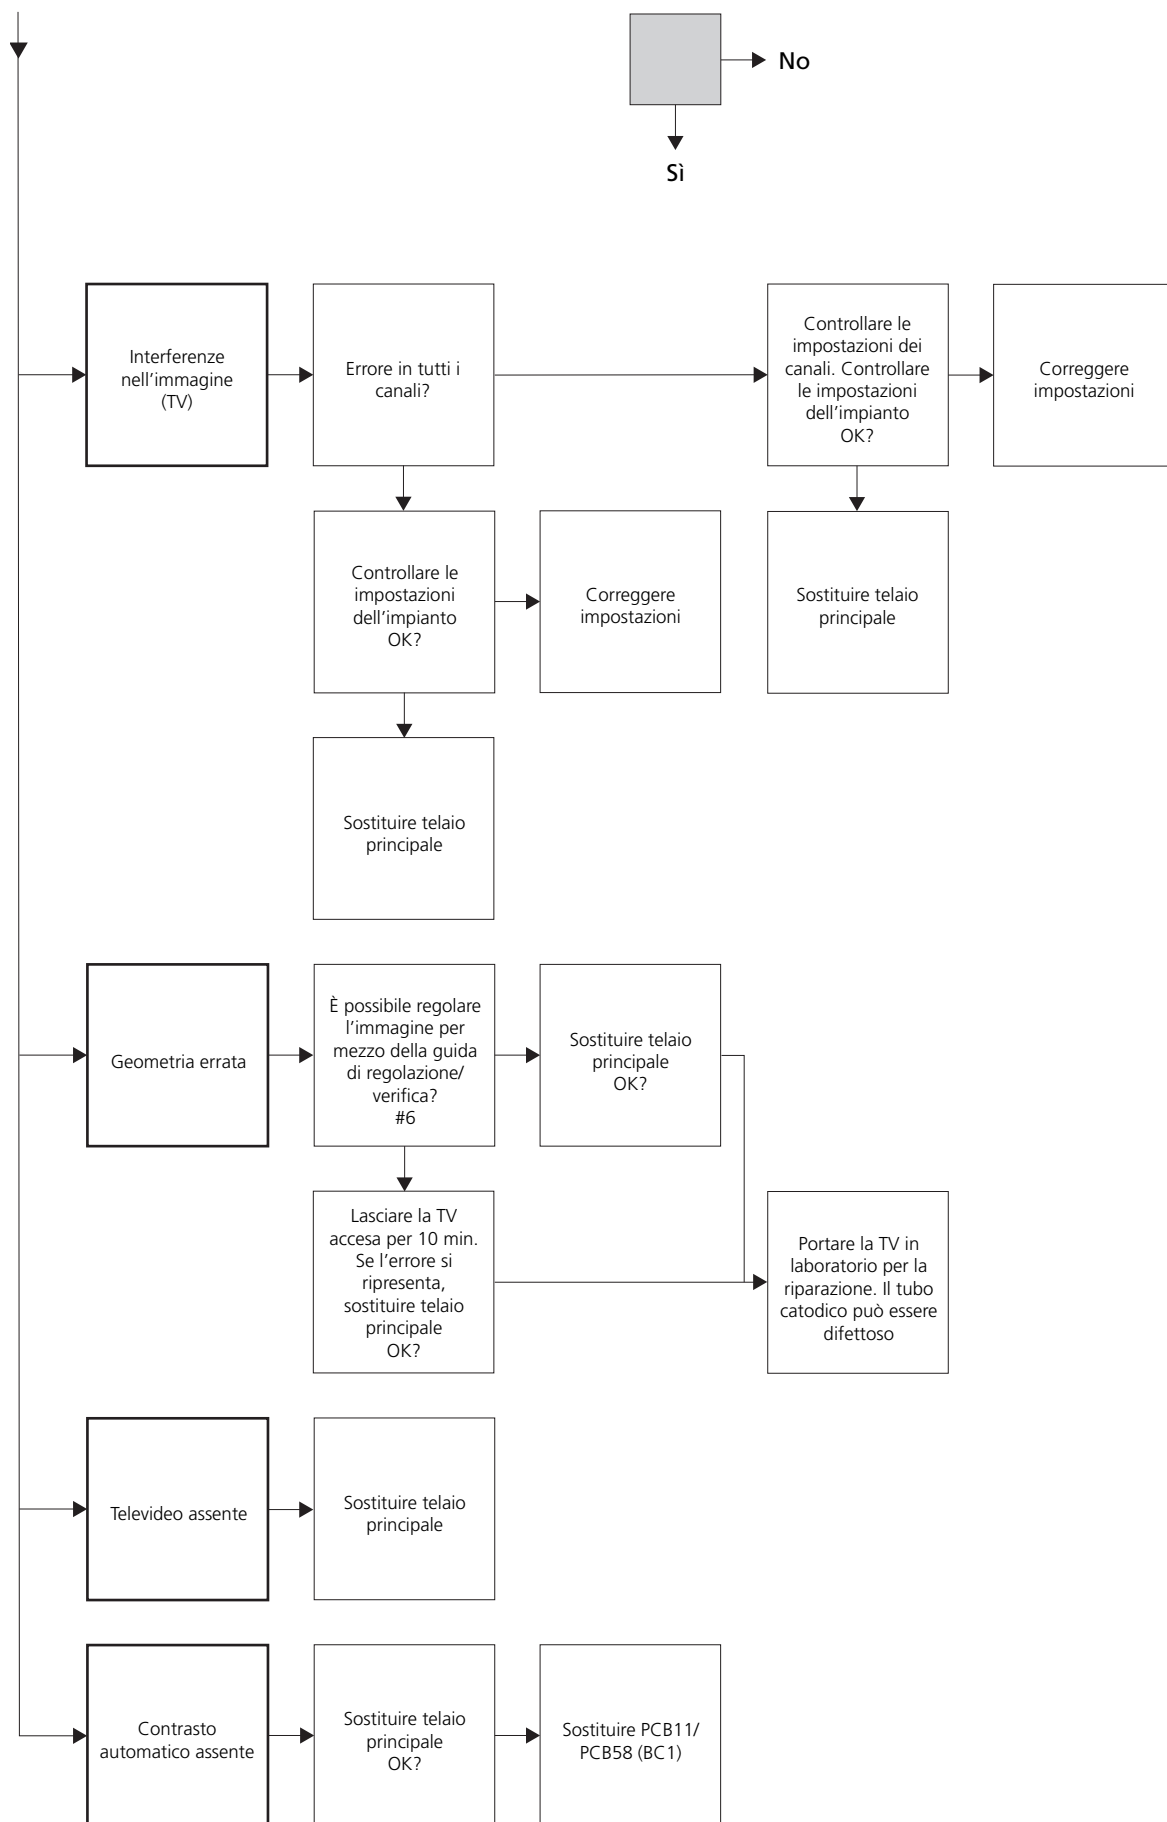 No
Sì
Interferenze
nell'immagine
(TV)
Errore in tutti i
canali?
Controllare le
impostazioni dei
canali. Controllare
le impostazioni
dell'impianto
OK?
Correggere
impostazioni
Controllare le
impostazioni
dell'impianto
OK?
Correggere
impostazioni
Sostituire telaio
principale
Sostituire telaio
principale
Geometria errata
È possibile regolare
l'immagine per
mezzo della guida
di regolazione/
verifica?
#6
Sostituire telaio
principale
OK?
Lasciare la TV
accesa per 10 min.
Se l'errore si
ripresenta,
sostituire telaio
principale
OK?
Portare la TV in
laboratorio per la
riparazione. Il tubo
catodico può essere
difettoso
Televideo assente
Sostituire telaio
principale
Contrasto
automatico assente
Sostituire telaio
principale
OK?
Sostituire PCB11/
PCB58 (BC1)